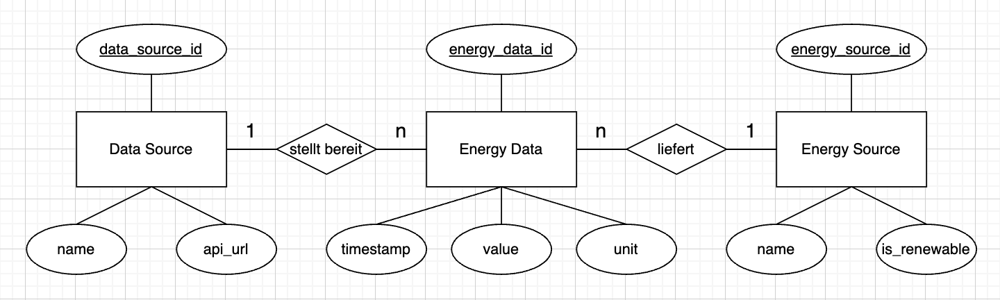 data_source_id
energy_data_id
energy_source_id
Data Source
1
stellt bereit
n
Energy Data
n
liefert
1
Energy Source
name
api_url
timestamp
value
unit
name
is_renewable